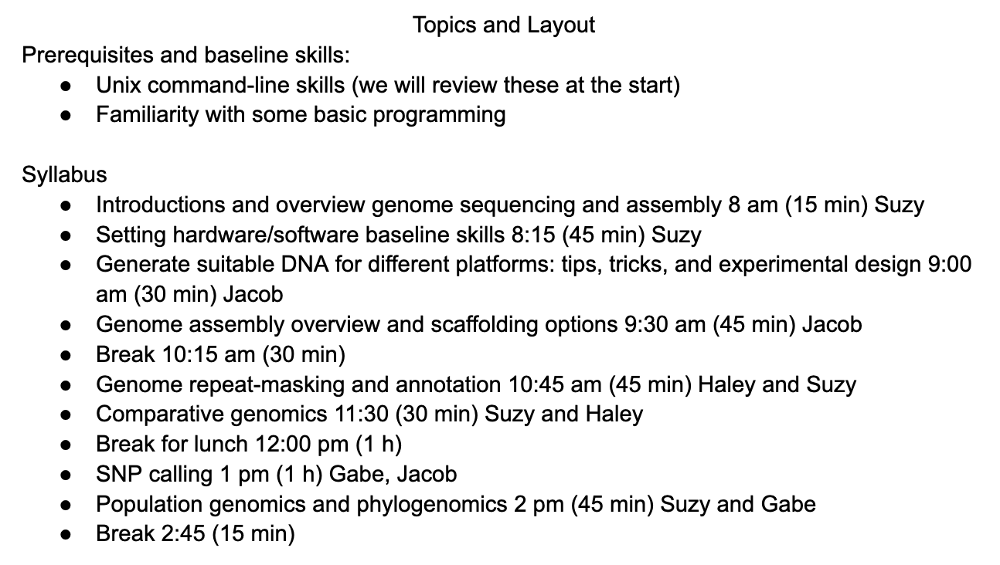 Topics and Layout
Prerequisites and baseline skills:
● Unix command-line skills (we will review these at the start)
● Familiarity with some basic programming
Syllabus
● Introductions and overview genome sequencing and assembly 8 am (15 min) Suzy
● Setting hardware/software baseline skills 8:15 (45 min) Suzy
● Generate suitable DNA for different platforms: tips, tricks, and experimental design 9:00
am (30 min) Jacob
● Genome assembly overview and scaffolding options 9:30 am (45 min) Jacob
● Break 10:15 am (30 min)
● Genome repeat-masking and annotation 10:45 am (45 min) Haley and Suzy
● Comparative genomics 11:30 (30 min) Suzy and Haley
● Break for lunch 12:00 pm (1 h)
● SNP calling 1 pm (1 h) Gabe, Jacob
● Population genomics and phylogenomics 2 pm (45 min) Suzy and Gabe
● Break 2:45 (15 min)